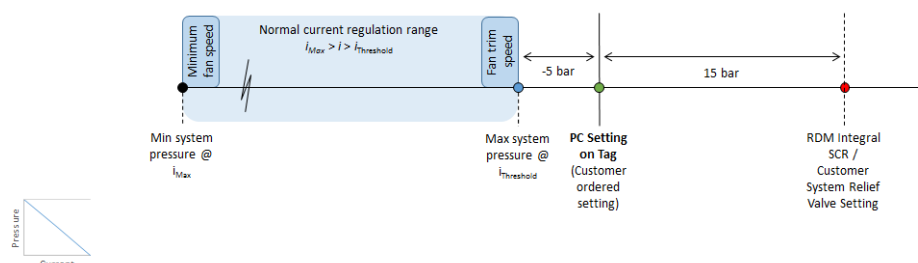 Minimum
fan speed
Normal current regulation range
iMax > i > iThreshold
Fan trim
speed
-5 bar
15 bar
Min system
pressure @
iMax
Max system
pressure @
iThreshold
PC Setting
on Tag
(Customer
ordered
setting)
RDM Integral
SCR /
Customer
System Relief
Valve Setting
Pressure